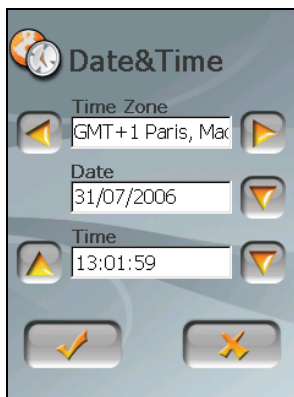 Date&Time
Time Zone
GMT+1 Paris, Mac
Date
31/07/2006
Time
13:01:59